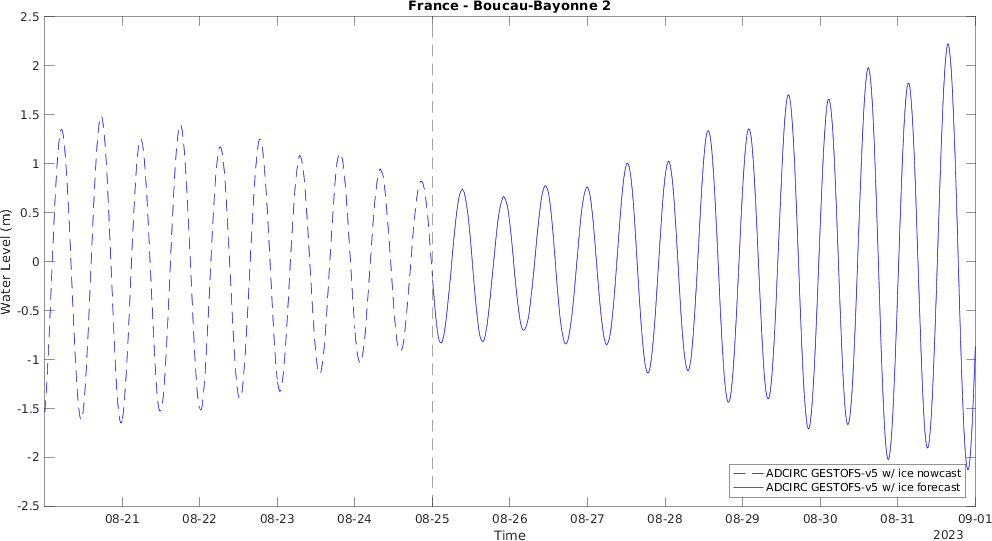 France - Boucau-Bayonne 2
2.5
2
1.5
1
0.5
0
-0.5
-1
-1.5
-2
-2.5
Water Level (m)
ADCIRC GESTOFS-v5 w/ ice nowcast
ADCIRC GESTOFS-v5 w/ ice forecast
08-21 08-22 08-23 08-24 08-25 08-26 08-27 08-28 08-29 08-30 08-31 09-01
Time
2023